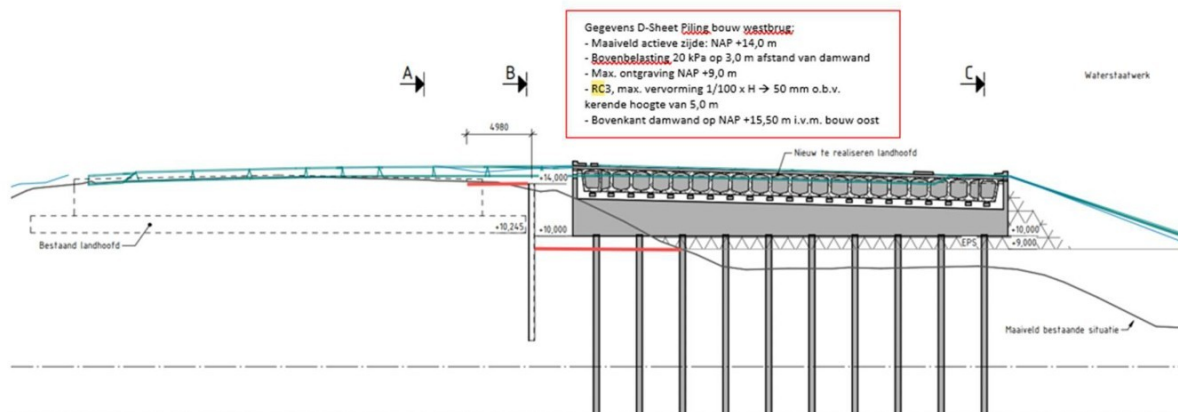 Gegevens D-Sheet Piling bouw westbrug:
- Maaiveld actieve zijde: NAP +14,0 m
- Bovenbelasting 20 kPa op 3,0 m afstand van damwand
- Max. ontgraving NAP +9,0 m
- RC3, max. vervorming 1/100 x H → 50 mm o.b.v.
kerende hoogte van 5,0 m
- Bovenkant damwand op NAP +15,50 m i.v.m. bouw oost
A
B
C
Waterstaatwerk
4980
Nieuw te realiseren landhoofd
+14,000
+10,245
+10,000
+10,000
EPS
+9,000
Bestaand landhoofd
Maaiveld bestaande situatie